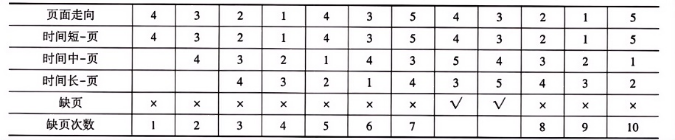 页面走向 4 3 2 1 4 3 5 4 3 2 1 5
时间短-页 4 3 2 1 4 3 5 4 3 2 1 5
时间中-页 4 3 2 1 4 3 5 4 3 2 1
时间长-页 4 3 2 1 4 3 5 4 3 2
缺页 × × × × × × × √ √ × × ×
缺页次数 1 2 3 4 5 6 7 8 9 10